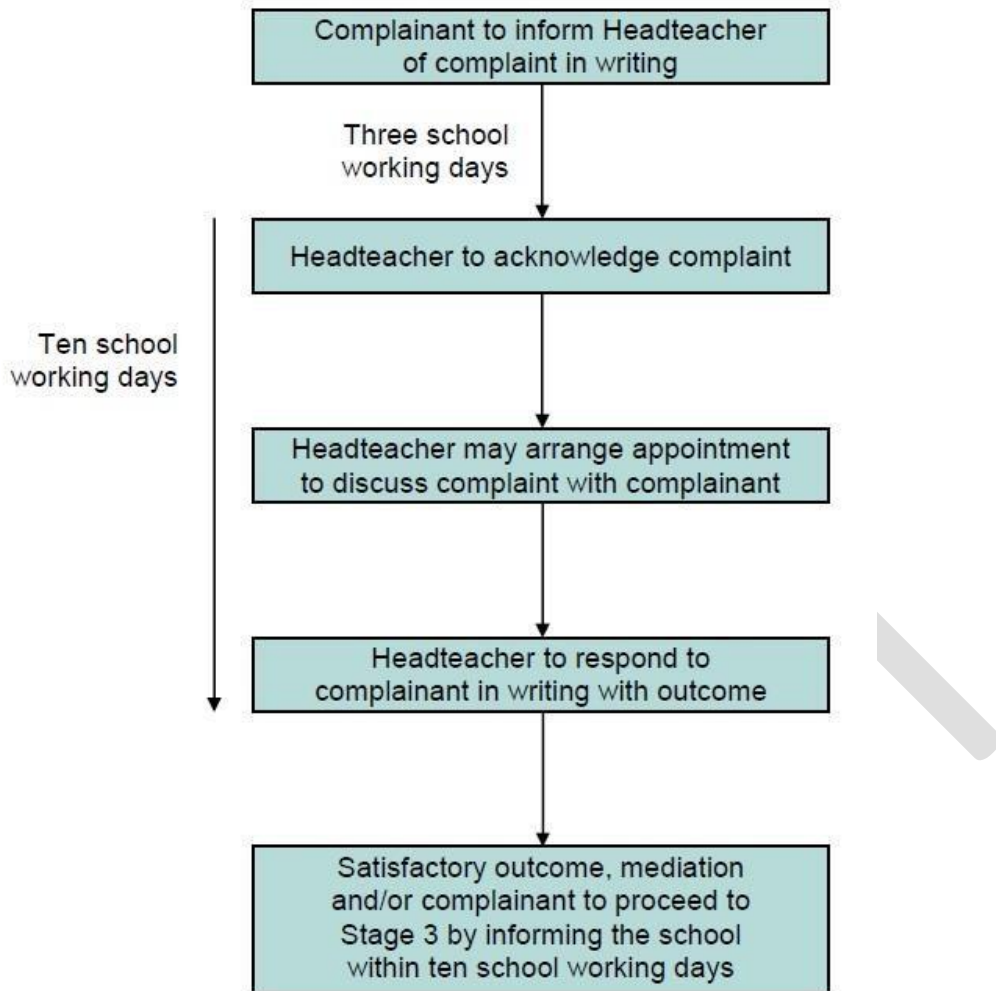 Complainant to inform Headteacher
of complaint in writing
Three school
working days
Headteacher to acknowledge complaint
Ten school
working days
Headteacher may arrange appointment
to discuss complaint with complainant
Headteacher to respond to
complainant in writing with outcome
Satisfactory outcome, mediation
and/or complainant to proceed to
Stage 3 by informing the school
within ten school working days